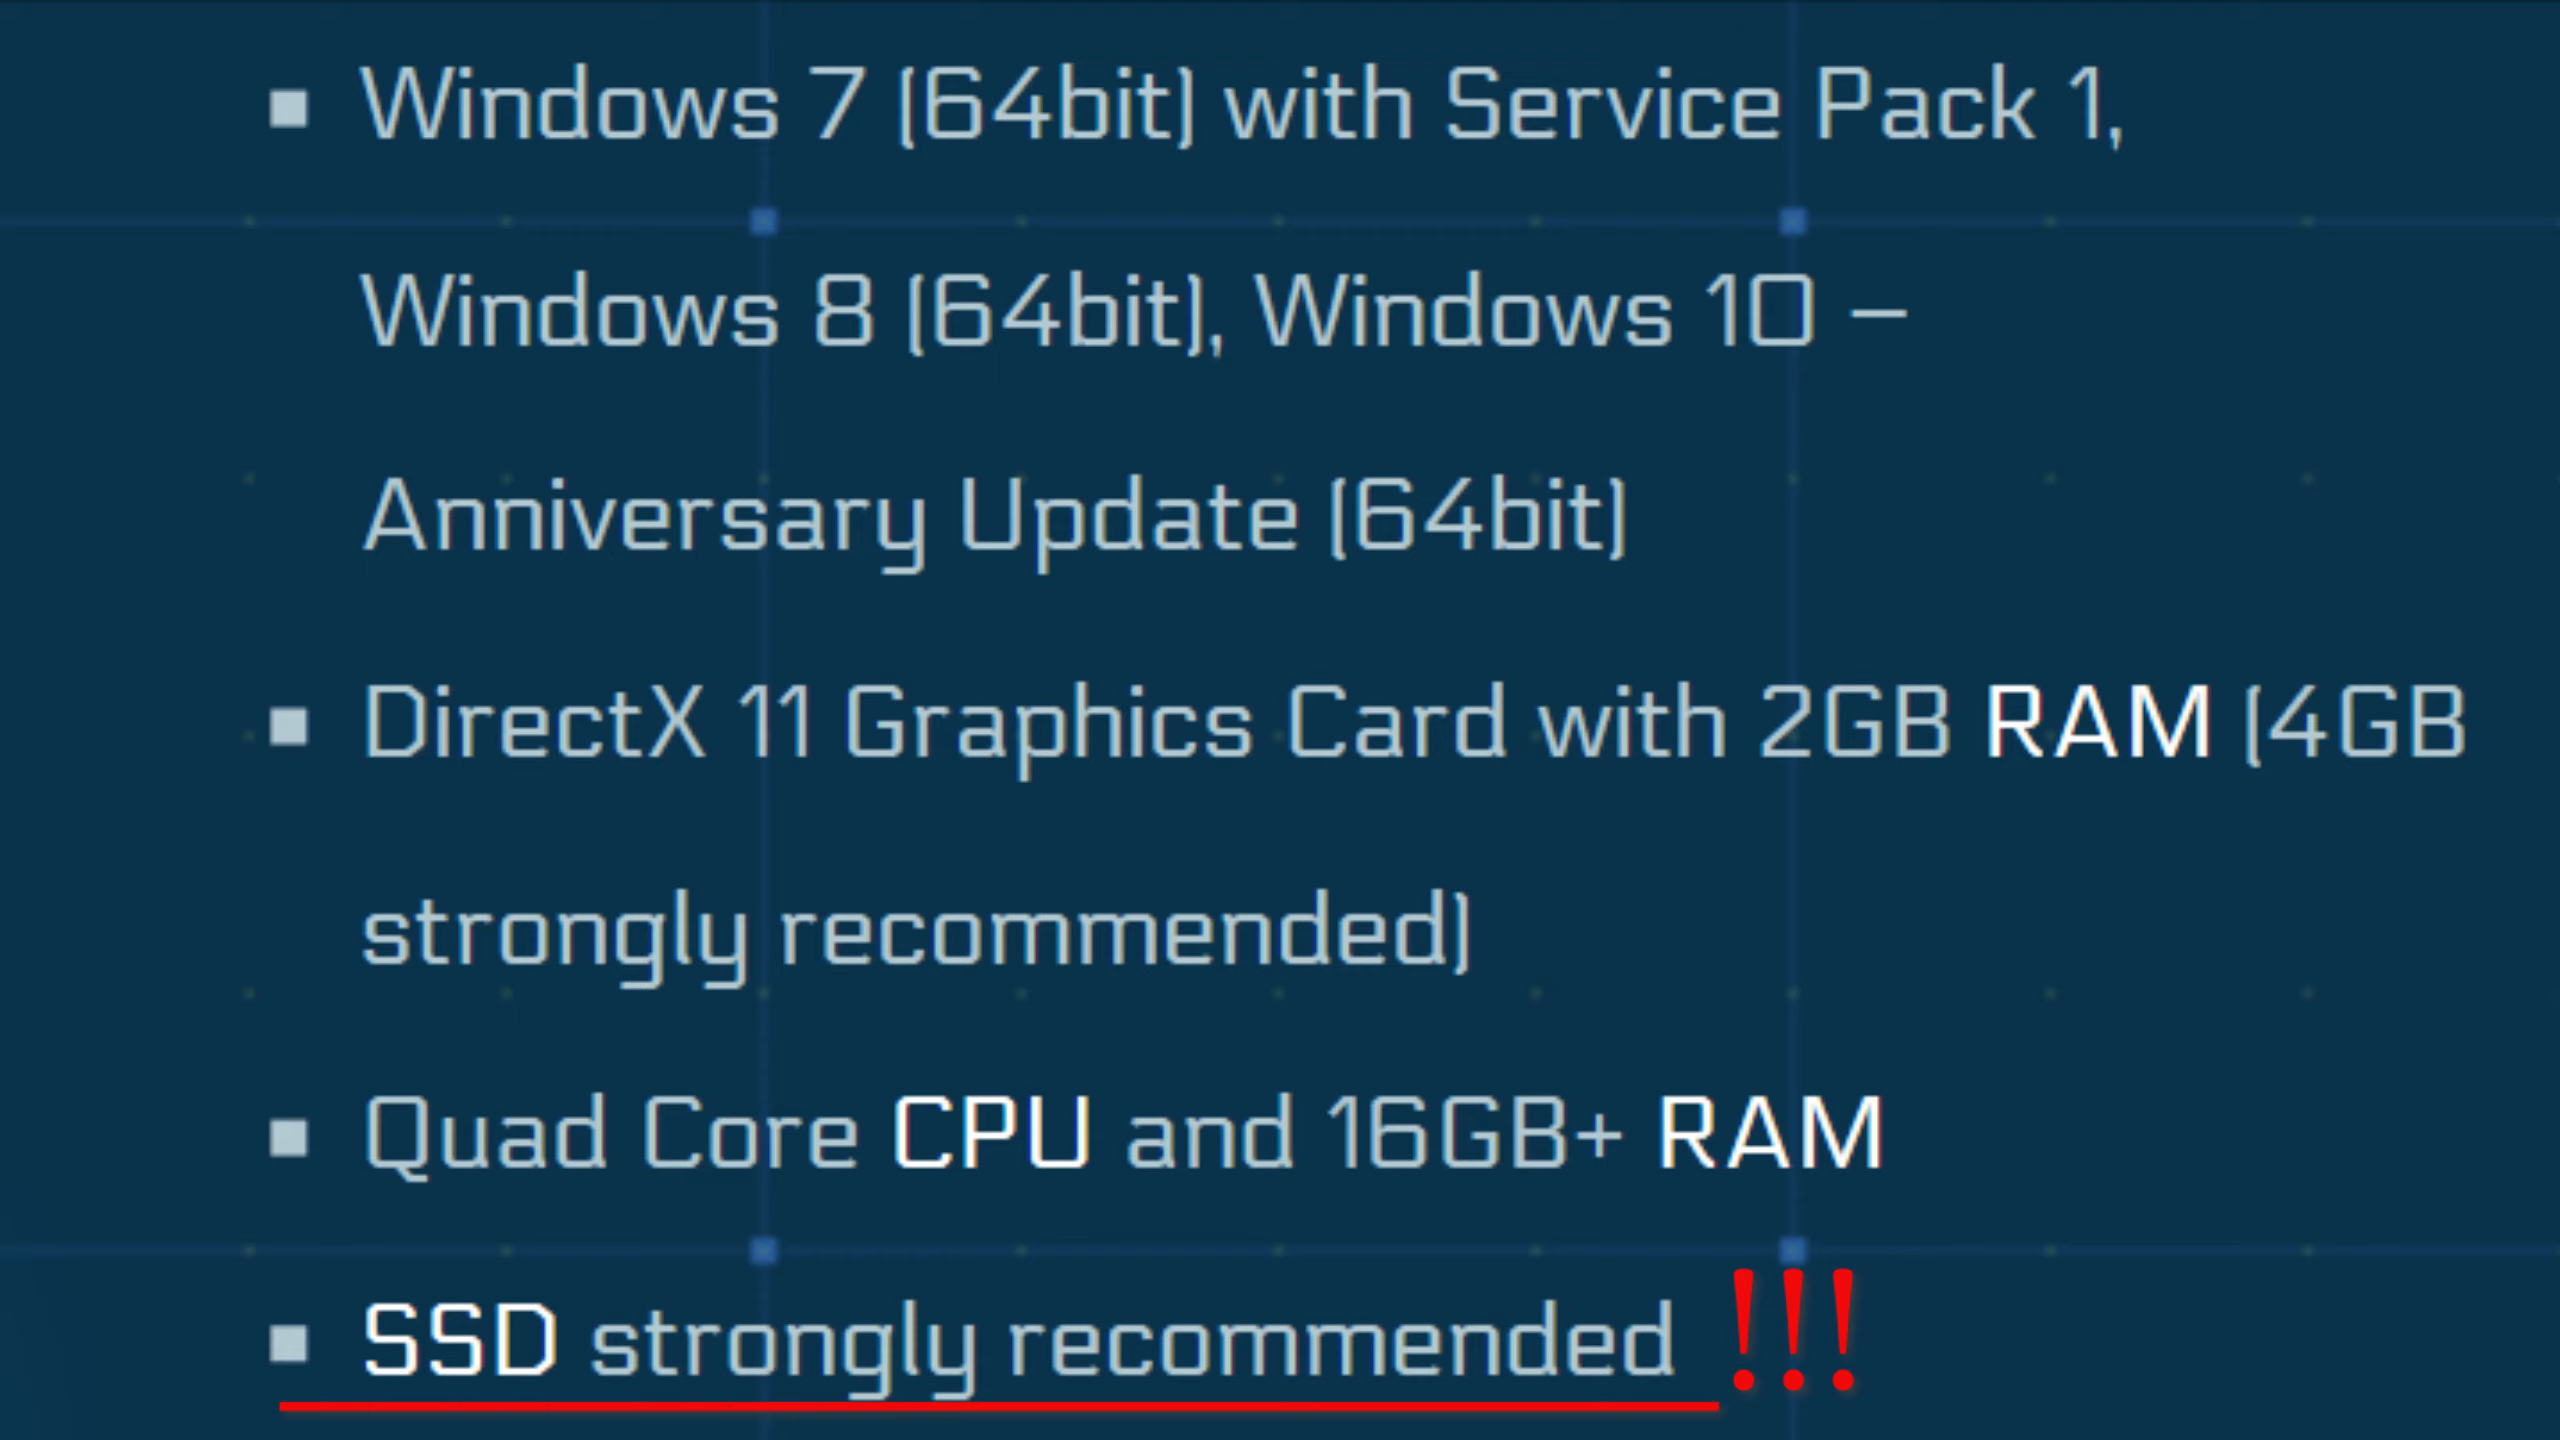 ▪ Windows 7 (64bit) with Service Pack 1,
Windows 8 (64bit), Windows 10 –
Anniversary Update (64bit)
▪ DirectX 11 Graphics Card with 2GB RAM (4GB
strongly recommended)
▪ Quad Core CPU and 16GB+ RAM
▪ SSD strongly recommended !!!